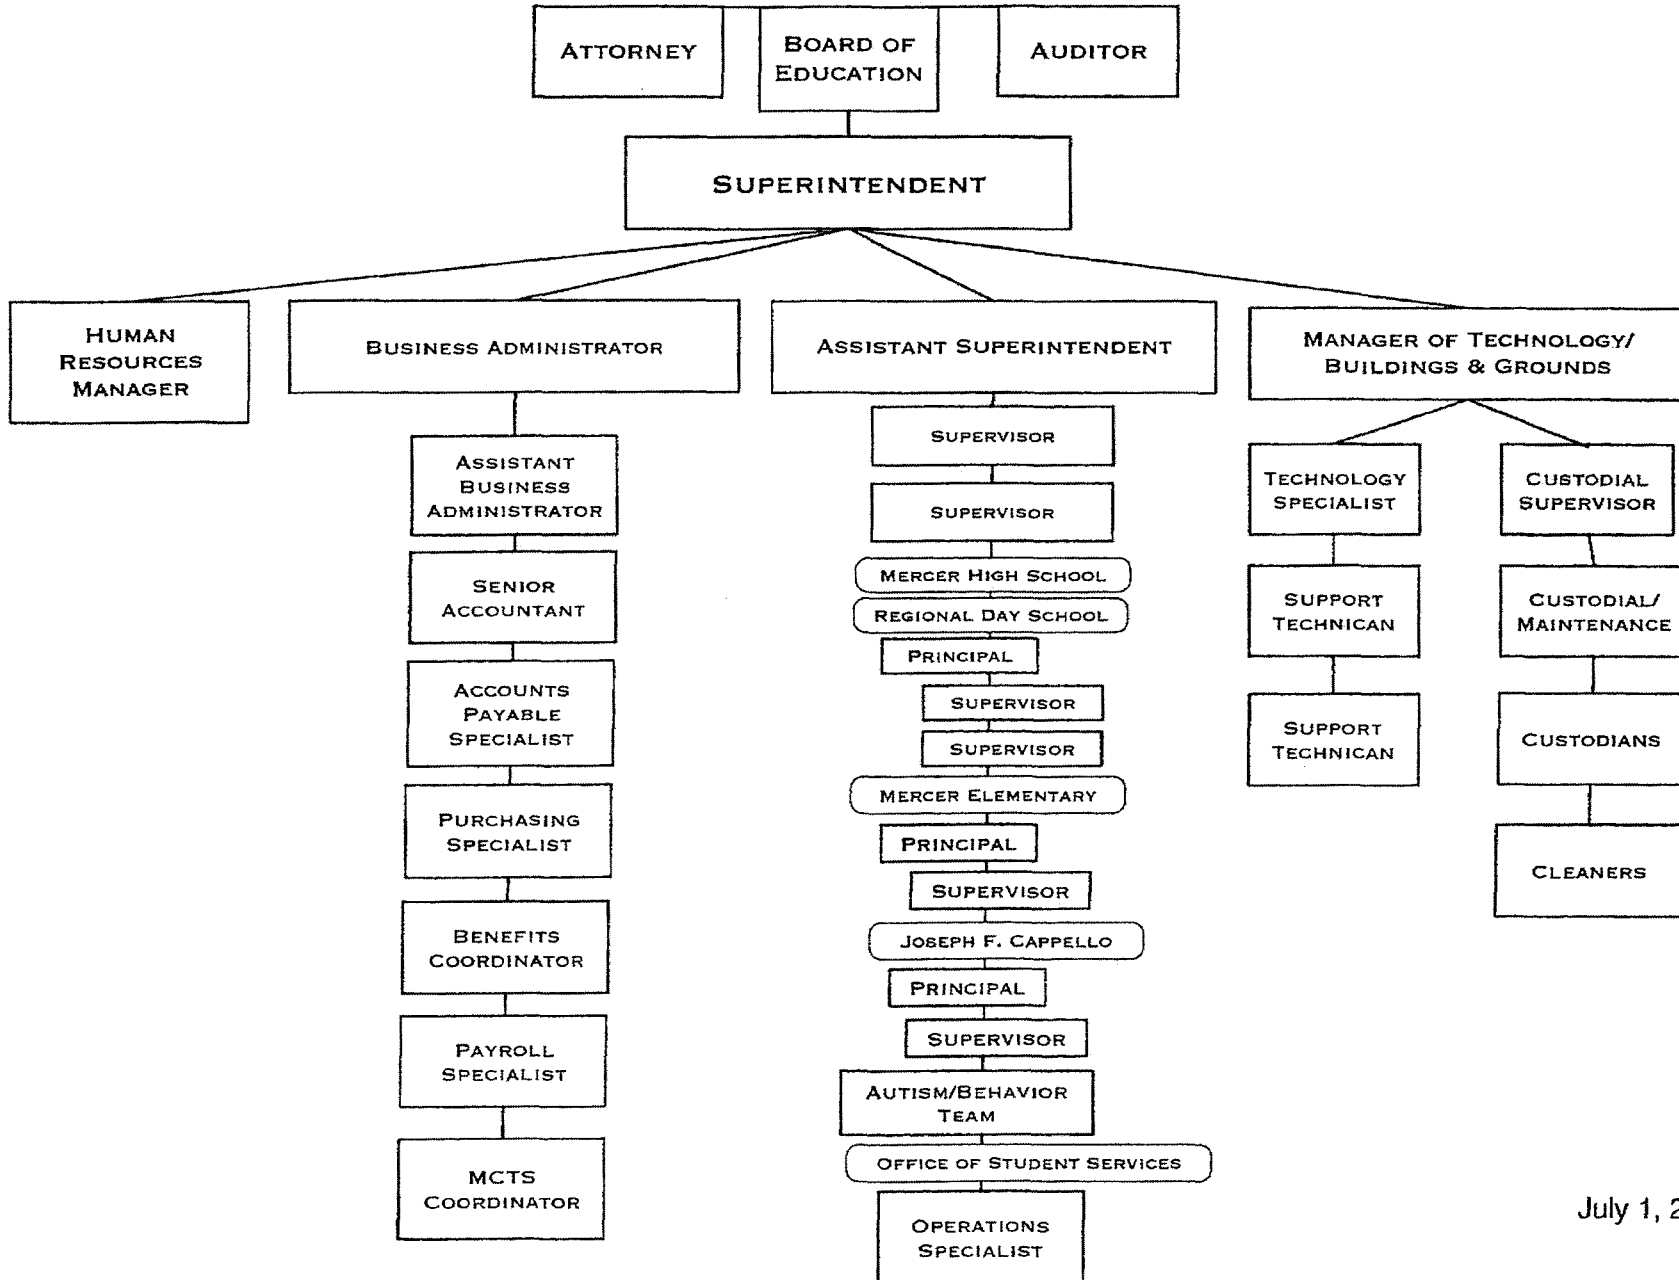 ATTORNEY
BOARD OF
EDUCATION
AUDITOR
SUPERINTENDENT
HUMAN
RESOURCES
MANAGER
BUSINESS ADMINISTRATOR
ASSISTANT SUPERINTENDENT
MANAGER OF TECHNOLOGY/
BUILDINGS & GROUNDS
ASSISTANT
BUSINESS
ADMINISTRATOR
SENIOR
ACCOUNTANT
ACCOUNTS
PAYABLE
SPECIALIST
PURCHASING
SPECIALIST
BENEFITS
COORDINATOR
PAYROLL
SPECIALIST
MCTS
COORDINATOR
SUPERVISOR
SUPERVISOR
MERCER HIGH SCHOOL
REGIONAL DAY SCHOOL
PRINCIPAL
SUPERVISOR
SUPERVISOR
MERCER ELEMENTARY
PRINCIPAL
SUPERVISOR
JOSEPH F. CAPPELLO
PRINCIPAL
SUPERVISOR
AUTISM/BEHAVIOR
TEAM
OFFICE OF STUDENT SERVICES
OPERATIONS
SPECIALIST
TECHNOLOGY
SPECIALIST
SUPPORT
TECHNICAN
SUPPORT
TECHNICAN
CUSTODIAL
SUPERVISOR
CUSTODIAL/
MAINTENANCE
CUSTODIANS
CLEANERS
July 1, 2